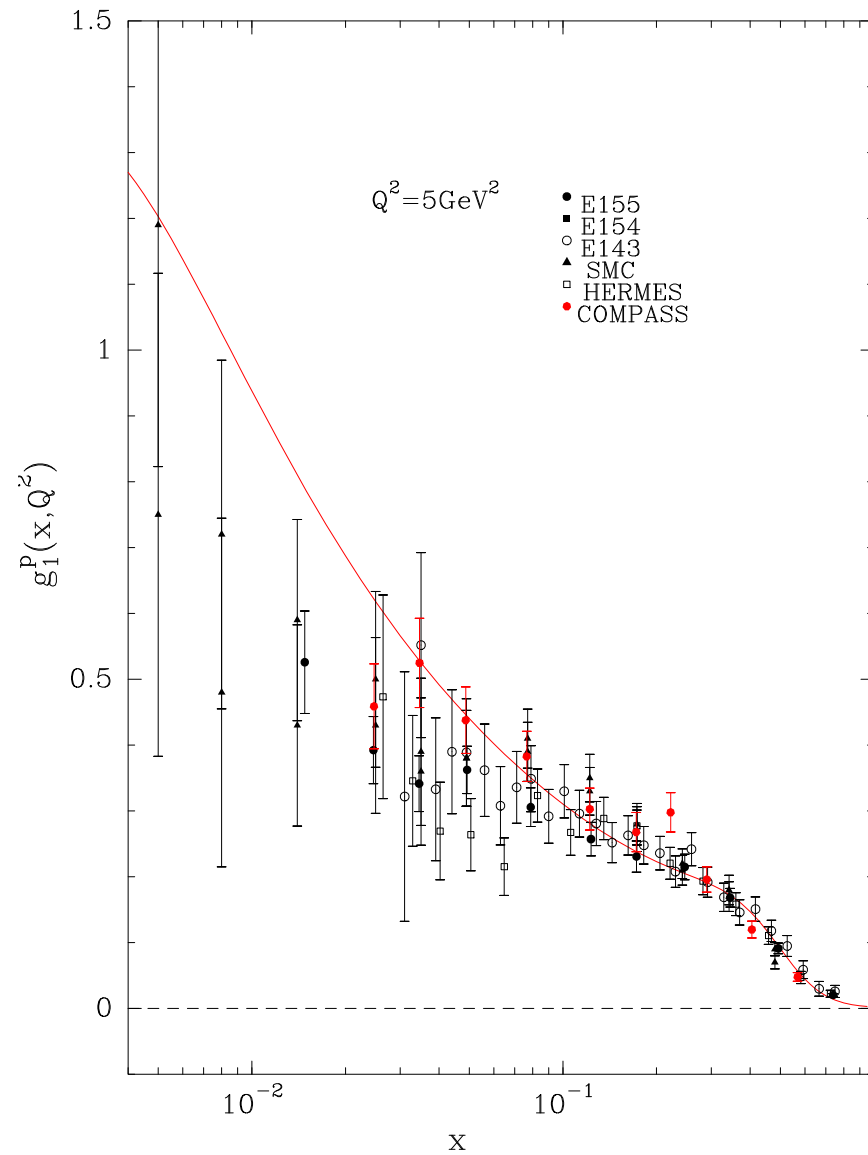 1.5
Q²=5GeV²
E155
E154
E143
SMC
HERMES
COMPASS
1
g₁ᵖ(x,Q²)
0.5
0
10⁻²
10⁻¹
x